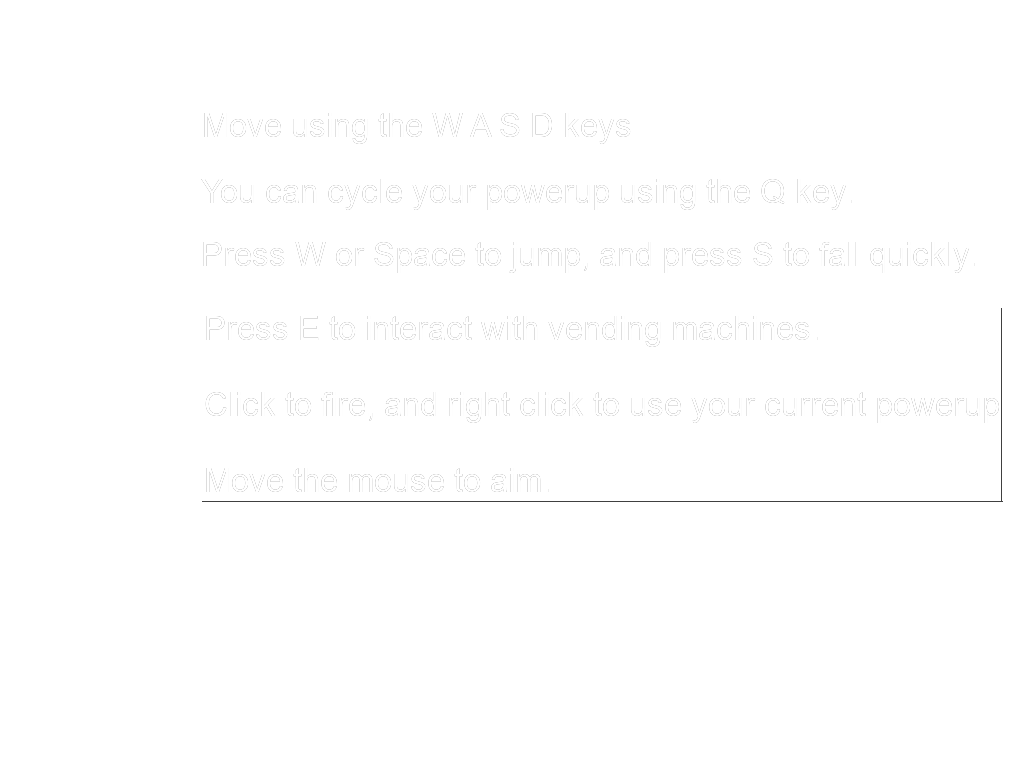 Move using the W A S D keys
You can cycle your powerup using the Q key.
Press W or Space to jump, and press S to fall quickly.
Press E to interact with vending machines.
Click to fire, and right click to use your current powerup
Move the mouse to aim.